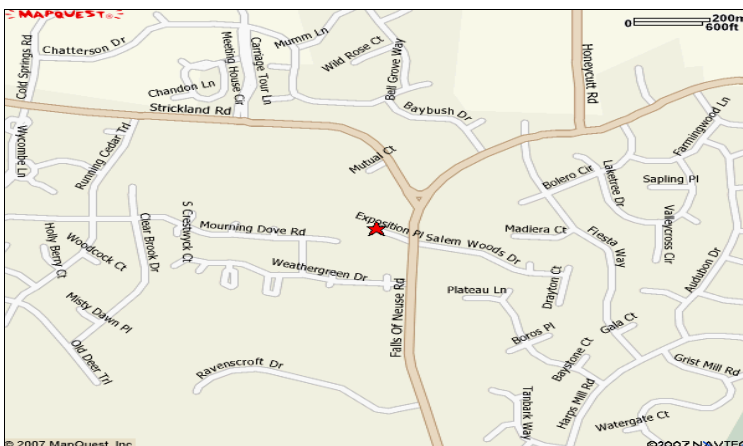 MAPQUEST
0 200m
600ft
Mumm Ln
Chatterson Dr
Cold Springs Rd
Meeting House Cir
Carriage Tour Ln
Wild Rose Ct
Bell Grove Way
Honeycutt Rd
Chandon Ln
Strickland Rd
Baybush Dr
Farmingwood Ln
Wycombe Ln
Running Cedar Trl
Mutual Ct
Bolero Cir
Laketree Dr
Sapling Pl
Valleycross Cir
S Crestwyck Ct
Mourning Dove Rd
Exposition Pl
Salem Woods Dr
Madiera Ct
Fiesta Way
Clear Brook Dr
Holly Berry Ct
Woodcock Ct
Weathergreen Dr
Plateau Ln
Drayton Ct
Audubon Dr
Misty Dawn Pl
Falls Of Neuse Rd
Boros Pl
Gala Ct
Old Deer Trl
Ravenscroft Dr
Baystone Ct
Grist Mill Rd
Tanbark Way
Harps Mill Rd
Watergate Ct
© 2007 MapQuest, Inc.
©2007 NAVTEQ